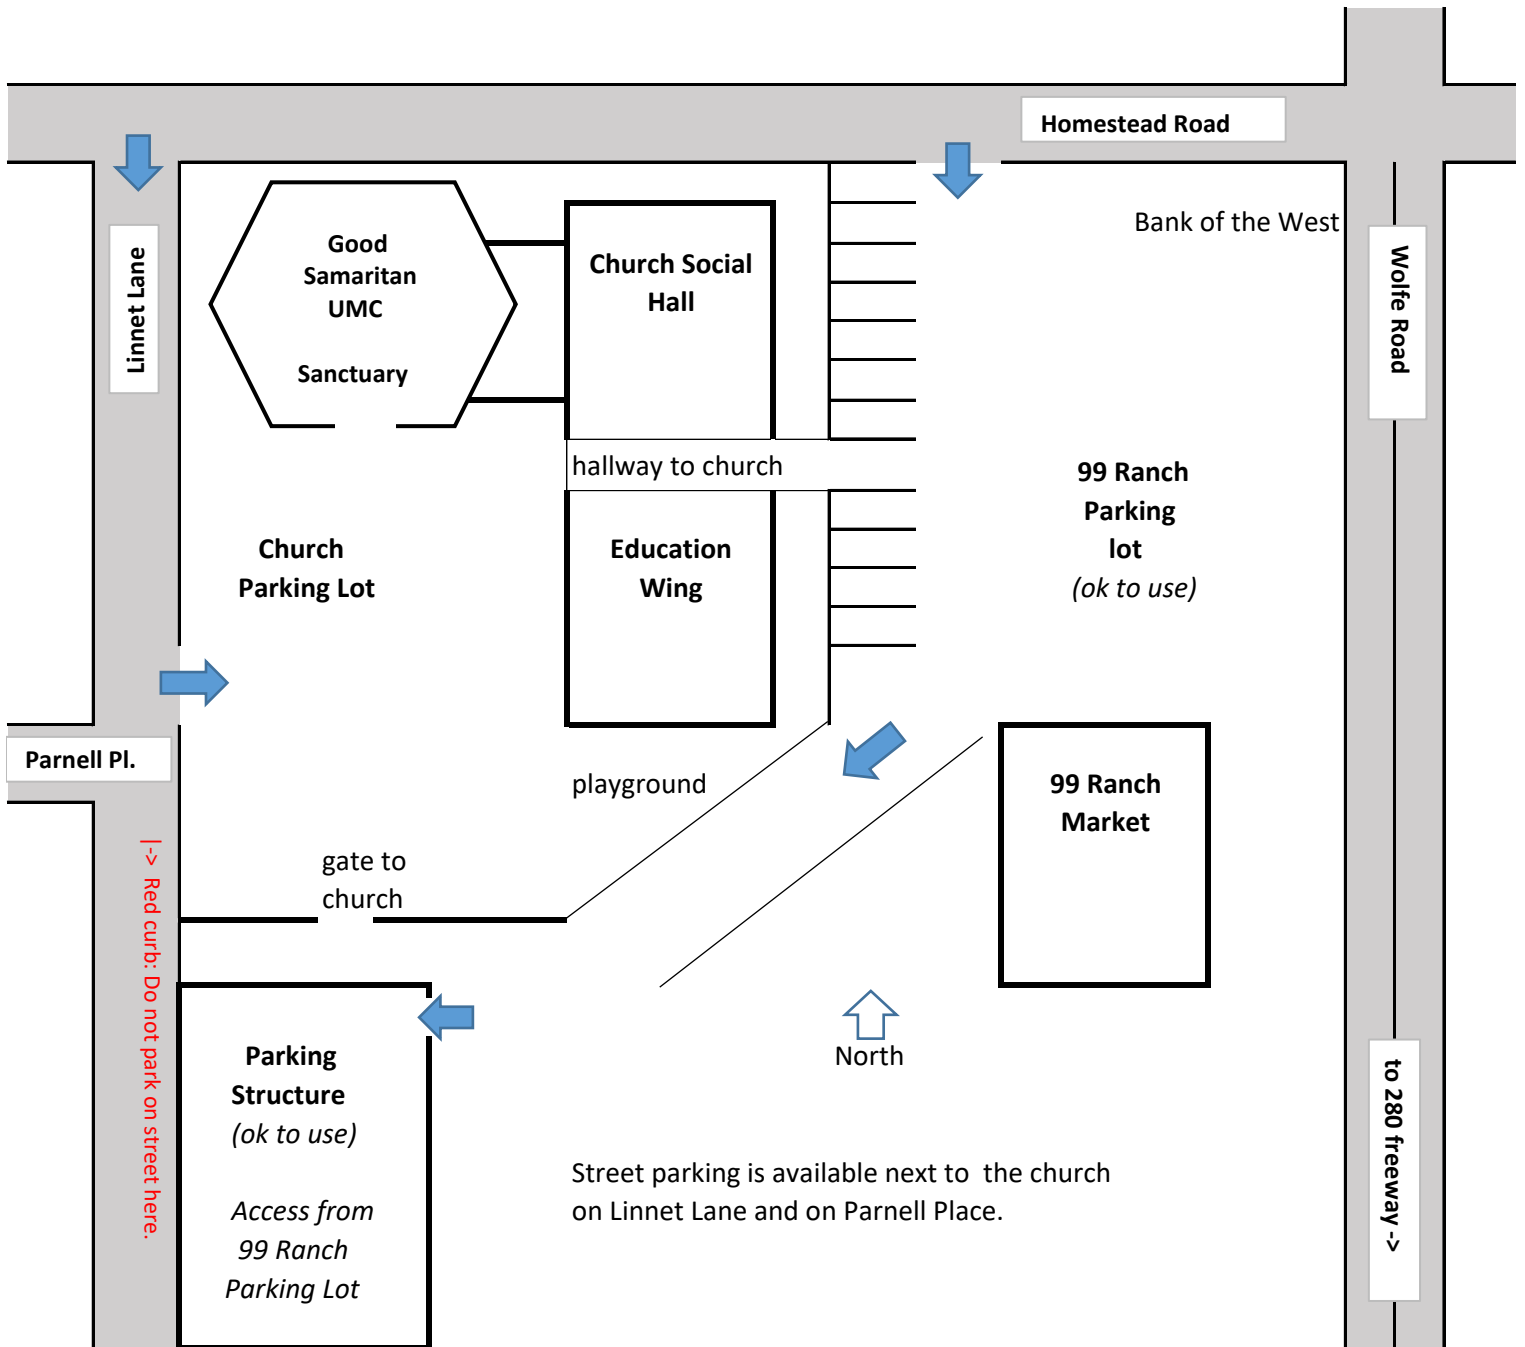 Homestead Road
Bank of the West
Linnet Lane
Good
Samaritan
UMC
Sanctuary
Church Social
Hall
Wolfe Road
hallway to church
99 Ranch
Parking
lot
(ok to use)
Church
Parking Lot
Education
Wing
Parnell Pl.
playground
99 Ranch
Market
gate to
church
|-> Red curb: Do not park on street here.
North
Parking
Structure
(ok to use)
Access from
99 Ranch
Parking Lot
to 280 freeway ->
Street parking is available next to  the church
on Linnet Lane and on Parnell Place.